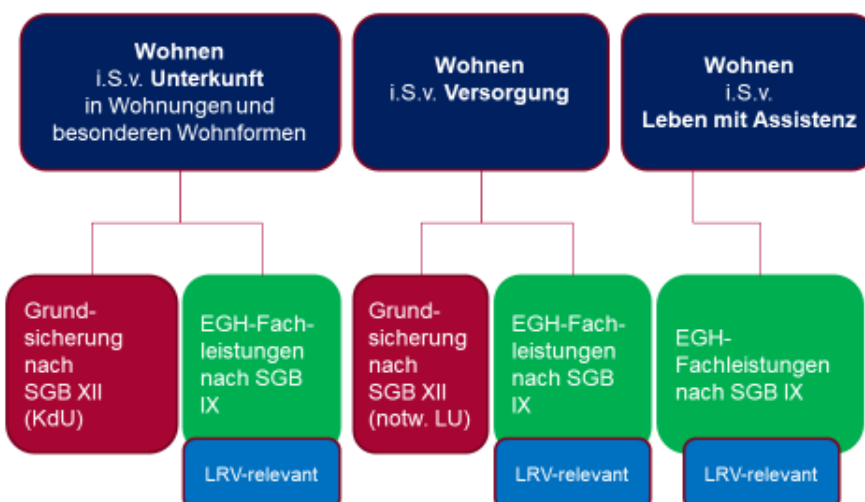 Wohnen
i.S.v. Unterkunft
in Wohnungen und
besonderen Wohnformen
Wohnen
i.S.v. Versorgung
Wohnen
i.S.v.
Leben mit Assistenz
Grund-
sicherung
nach
SGB XII
(KdU)
EGH-Fach-
leistungen
nach SGB
IX
LRV-relevant
Grund-
sicherung
nach
SGB XII
(notw. LU)
EGH-Fach-
leistungen
nach SGB
IX
LRV-relevant
EGH-
Fachleistungen
nach SGB IX
LRV-relevant